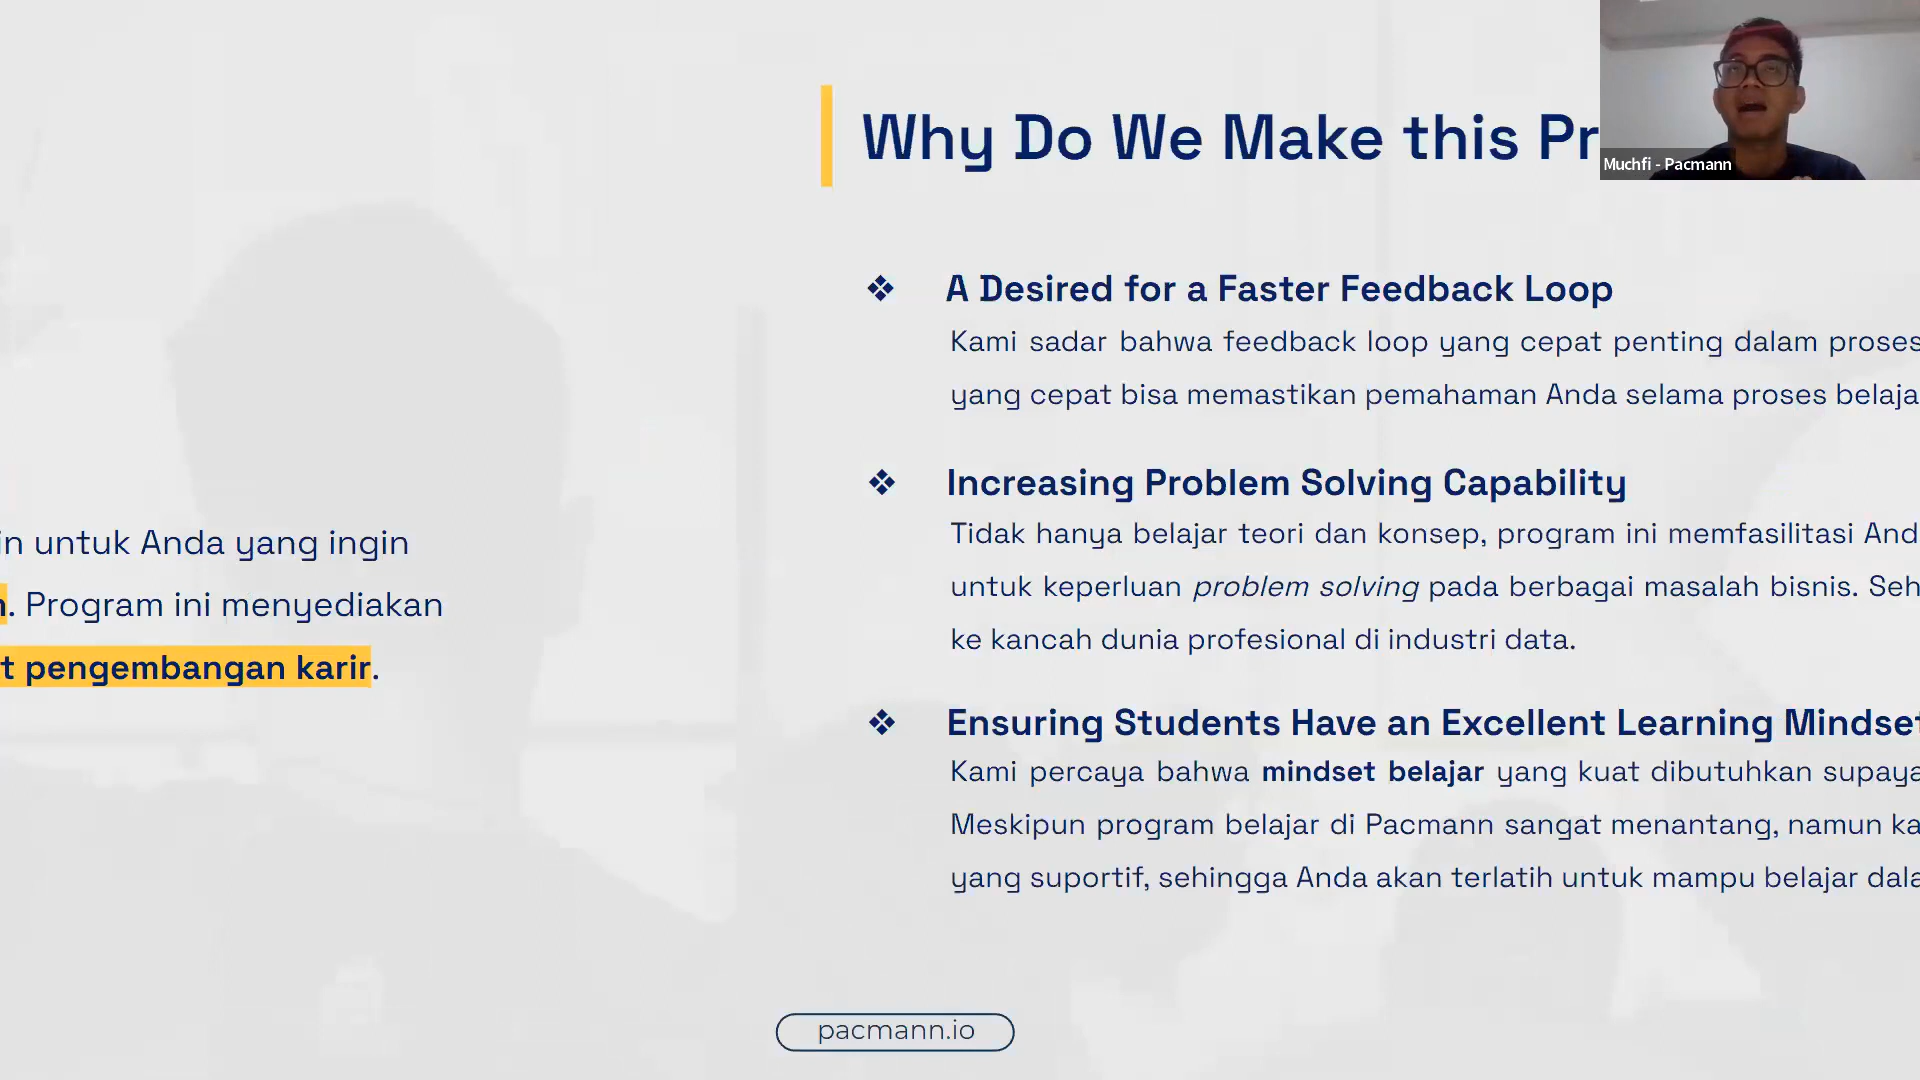 Why Do We Make this Pr
Muchfi - Pacmann
❖ A Desired for a Faster Feedback Loop
Kami sadar bahwa feedback loop yang cepat penting dalam proses
yang cepat bisa memastikan pemahaman Anda selama proses belaja
❖ Increasing Problem Solving Capability
Tidak hanya belajar teori dan konsep, program ini memfasilitasi And
untuk keperluan problem solving pada berbagai masalah bisnis. Seh
ke kancah dunia profesional di industri data.
❖ Ensuring Students Have an Excellent Learning Mindset
Kami percaya bahwa mindset belajar yang kuat dibutuhkan supaya
Meskipun program belajar di Pacmann sangat menantang, namun ka
yang suportif, sehingga Anda akan terlatih untuk mampu belajar dala
in untuk Anda yang ingin
n. Program ini menyediakan
t pengembangan karir.
pacmann.io